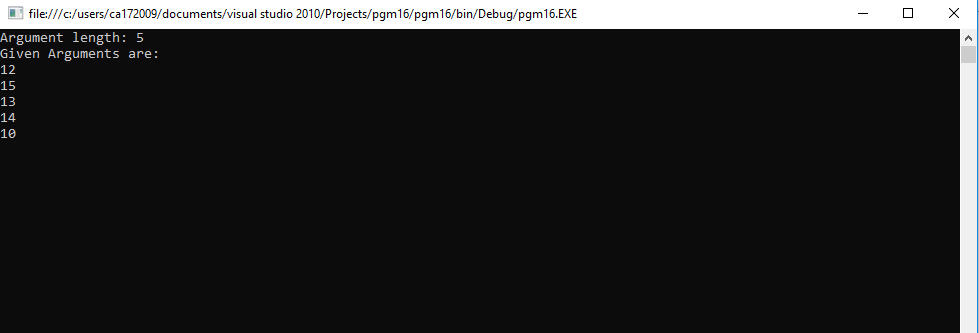 file:///c:/users/ca172009/documents/visual studio 2010/Projects/pgm16/pgm16/bin/Debug/pgm16.EXE
Argument length: 5
Given Arguments are:
12
15
13
14
10